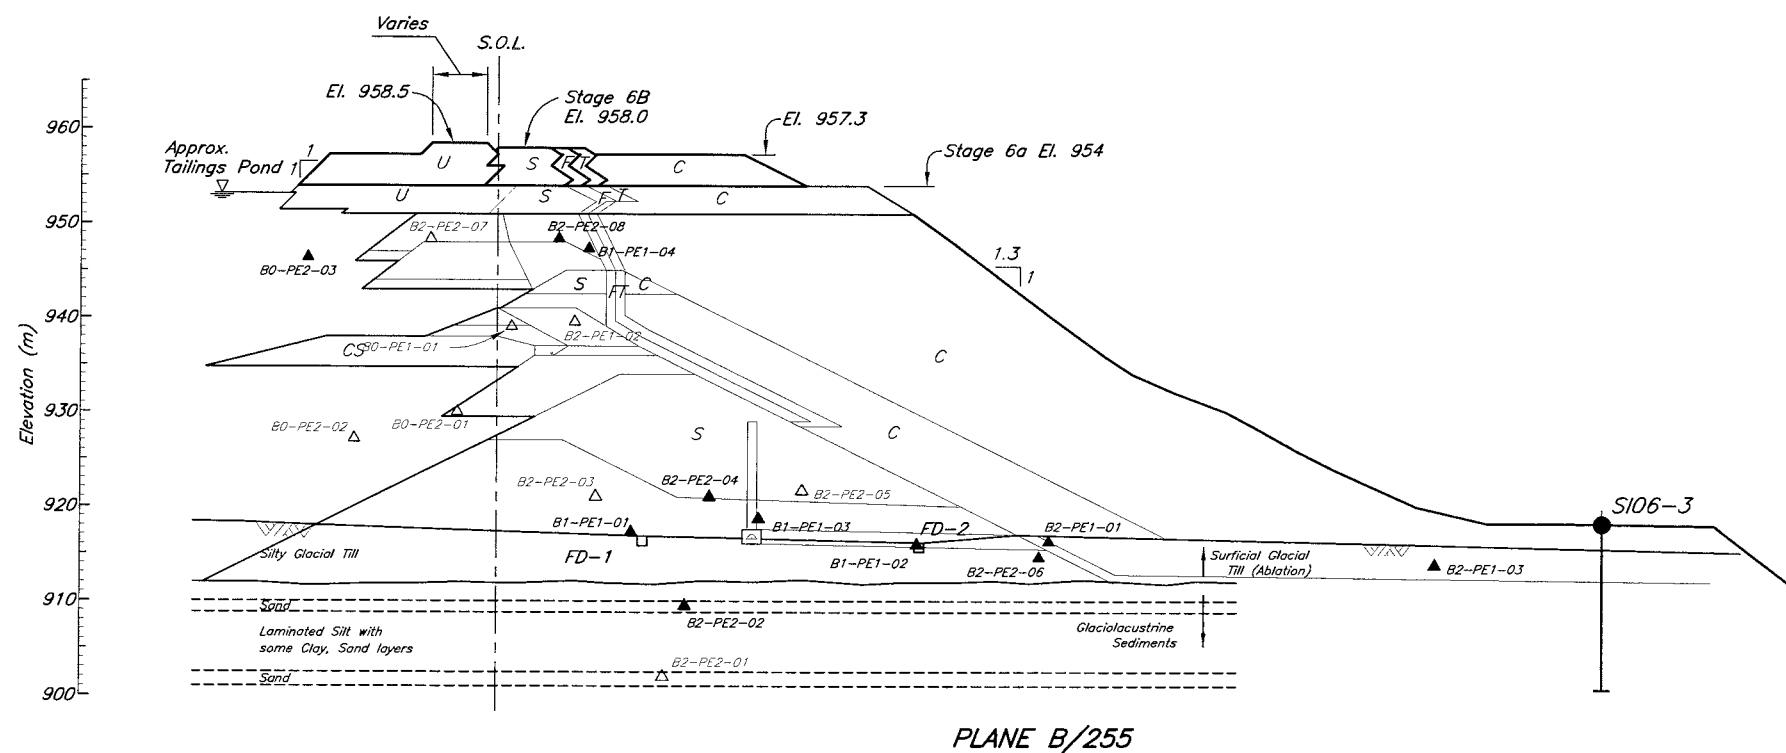 Varies
S.O.L.
El. 958.5
Stage 6B
El. 958.0
El. 957.3
960
Approx.
Tailings Pond
1
1
U
S
F
T
C
Stage 6a El. 954
U
S
F
T
C
950
B2-PE2-07
B2-PE2-08
B1-PE1-04
B0-PE2-03
1.3
1
S
FT
C
940
Elevation (m)
CS
B0-PE1-01
B2-PE1-02
C
930
B0-PE2-02
B0-PE2-01
S
C
B2-PE2-03
B2-PE2-04
B2-PE2-05
920
SI06-3
B1-PE1-01
B1-PE1-03
FD-2
B2-PE1-01
Silty Glacial Till
FD-1
B1-PE1-02
B2-PE2-06
Surficial Glacial
Till (Ablation)
B2-PE1-03
910
Sand
B2-PE2-02
Laminated Silt with
some Clay, Sand layers
Glaciolacustrine
Sediments
B2-PE2-01
Sand
900
PLANE B/255